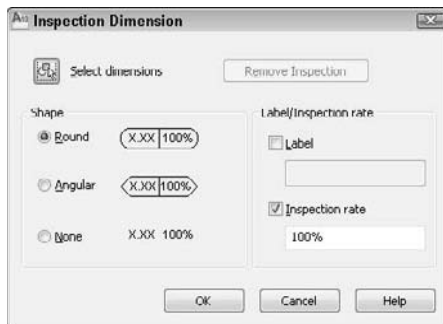 Inspection Dimension
Select dimensions
Remove Inspection
Shape
Round
X.XX 100%
Angular
X.XX 100%
None
X.XX 100%
Label/Inspection rate
Label
Inspection rate
100%
OK
Cancel
Help